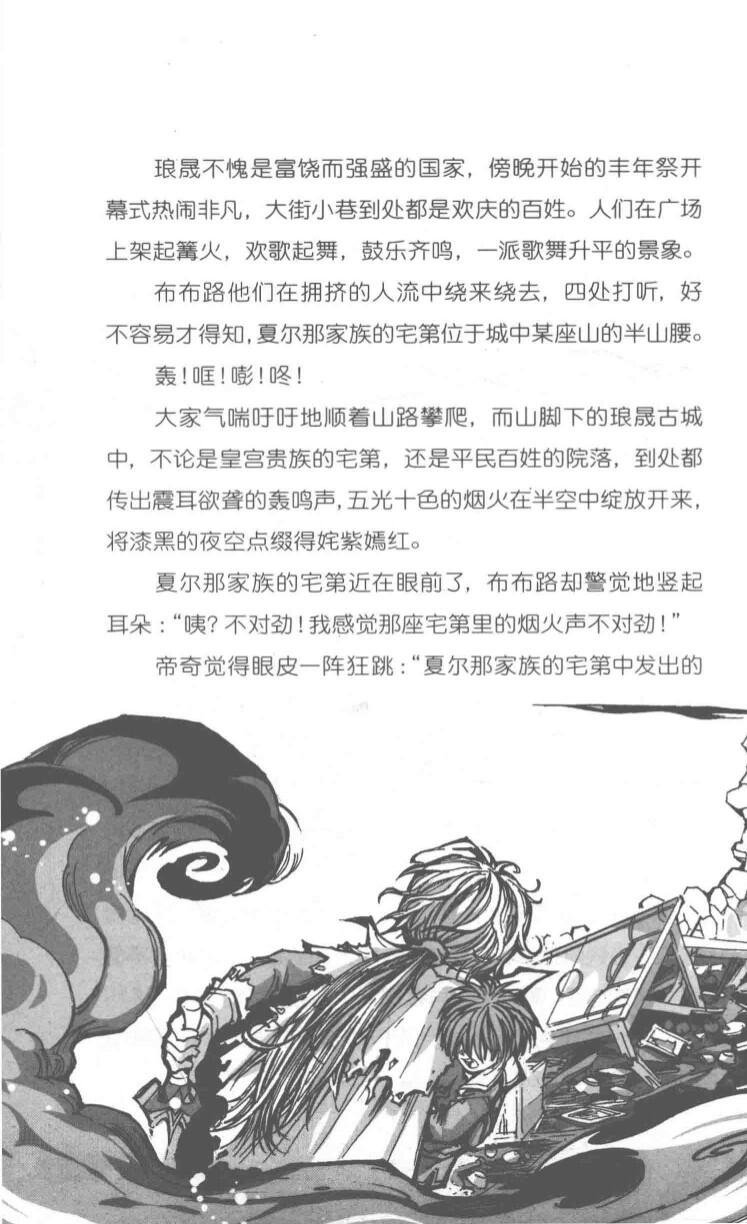 琅晟不愧是富饶而强盛的国家，傍晚开始的丰年祭开
幕式热闹非凡，大街小巷到处都是欢庆的百姓。人们在广场
上架起篝火，欢歌起舞，鼓乐齐鸣，一派歌舞升平的景象。
布布路他们在拥挤的人流中绕来绕去，四处打听，好
不容易才得知，夏尔那家族的宅第位于城中某座山的半山腰。
轰！哐！嘭！咚！
大家气喘吁吁地顺着山路攀爬，而山脚下的琅晟古城
中，不论是皇宫贵族的宅第，还是平民百姓的院落，到处都
传出震耳欲聋的轰鸣声，五光十色的烟火在半空中绽放开来，
将漆黑的夜空点缀得姹紫嫣红。
夏尔那家族的宅第近在眼前了，布布路却警觉地竖起
耳朵：“咦？不对劲！我感觉那座宅第里的烟火声不对劲！”
帝奇觉得眼皮一阵狂跳：“夏尔那家族的宅第中发出的